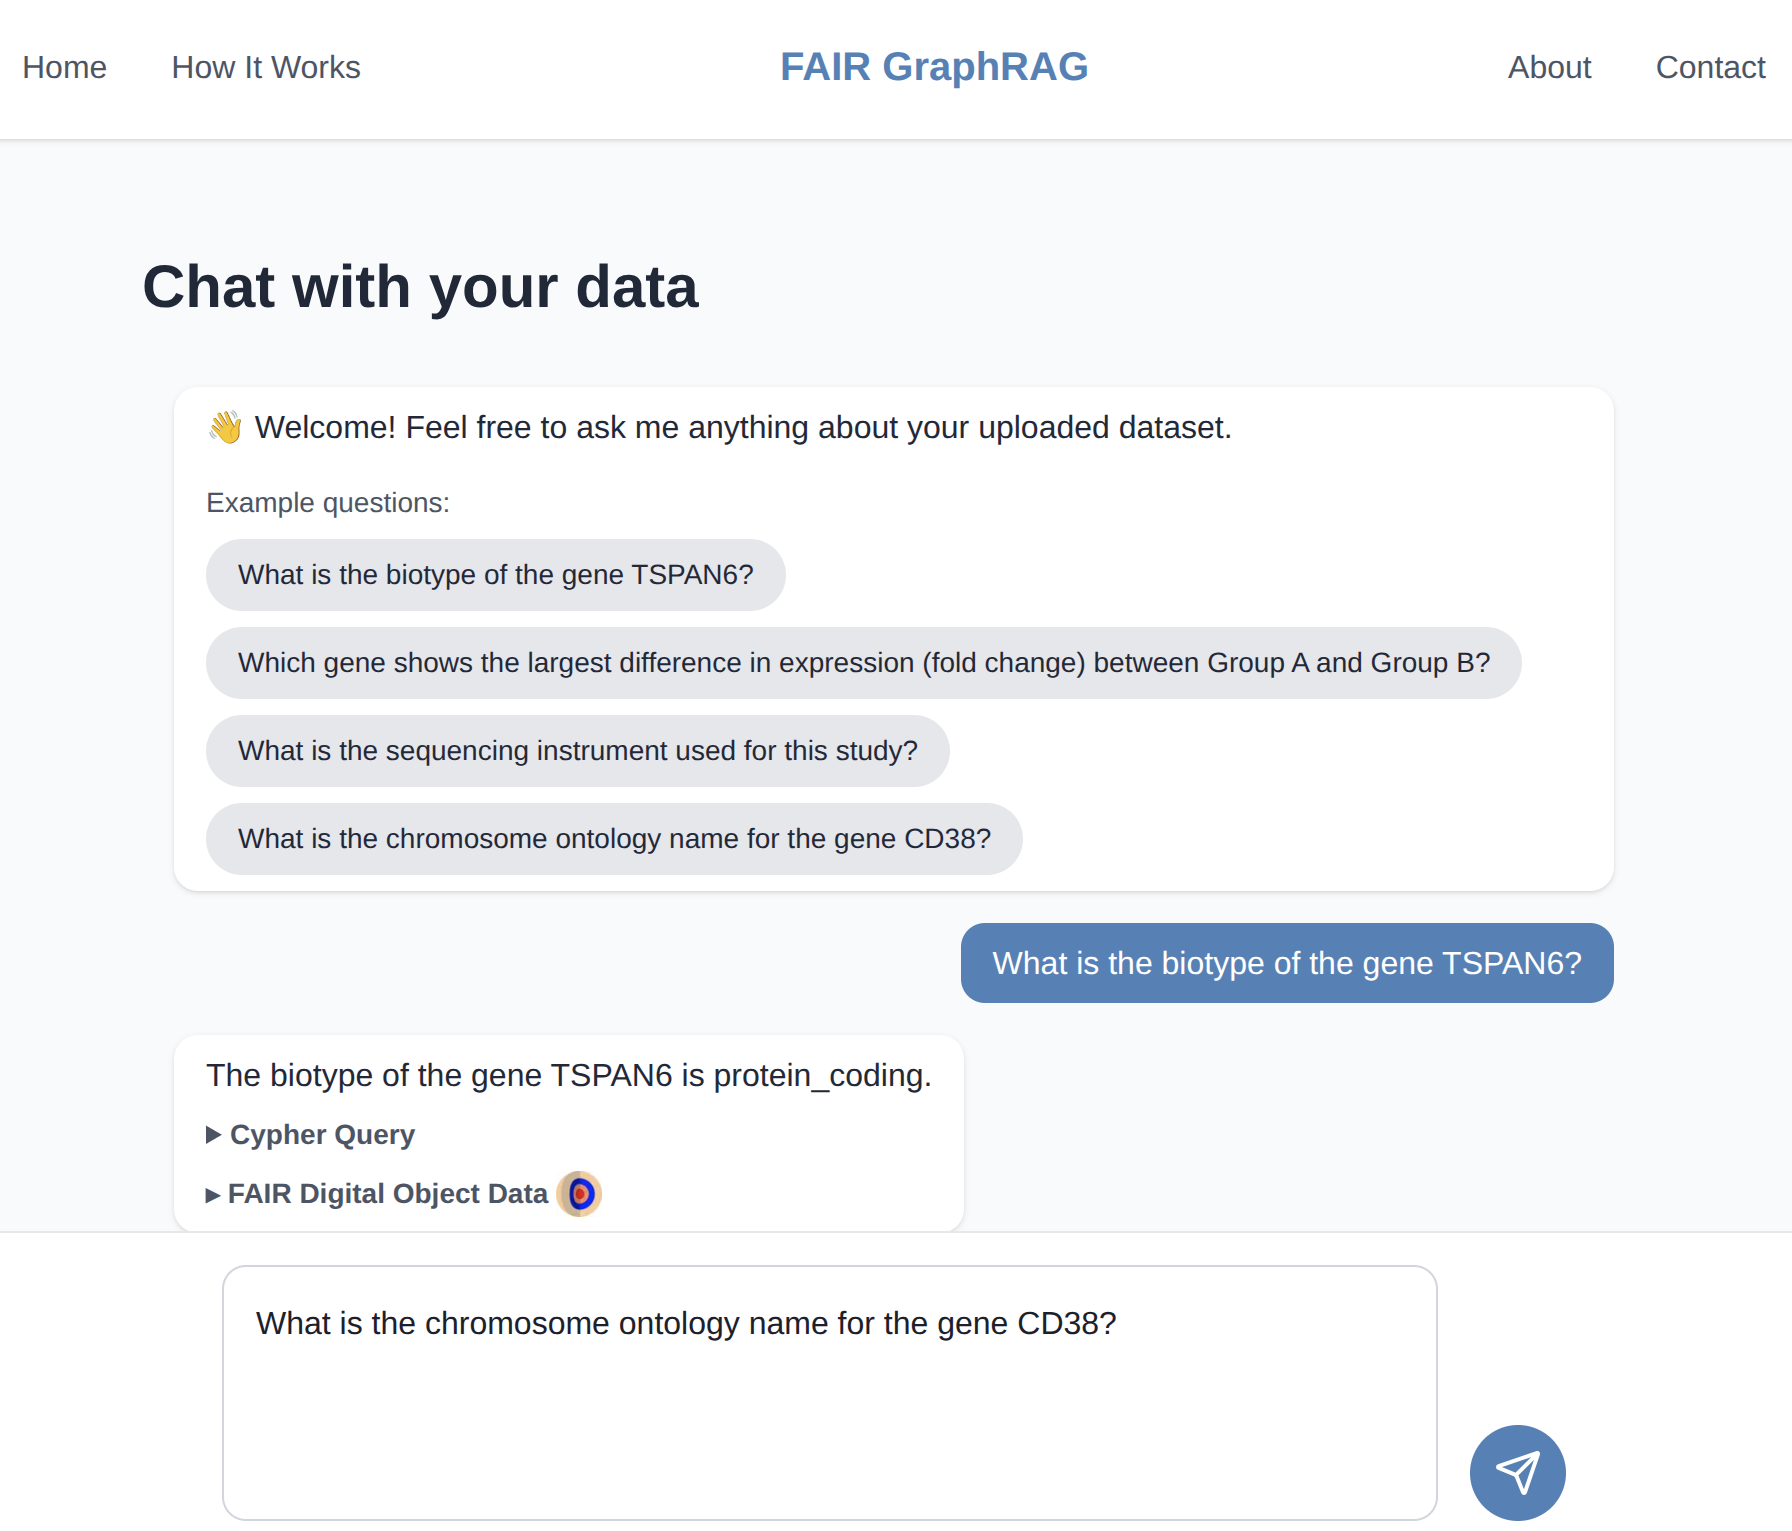 Home
How It Works
FAIR GraphRAG
About
Contact
Chat with your data
👋 Welcome! Feel free to ask me anything about your uploaded dataset.
Example questions:
What is the biotype of the gene TSPAN6?
Which gene shows the largest difference in expression (fold change) between Group A and Group B?
What is the sequencing instrument used for this study?
What is the chromosome ontology name for the gene CD38?
What is the biotype of the gene TSPAN6?
The biotype of the gene TSPAN6 is protein_coding.
▶ Cypher Query
▶ FAIR Digital Object Data
What is the chromosome ontology name for the gene CD38?